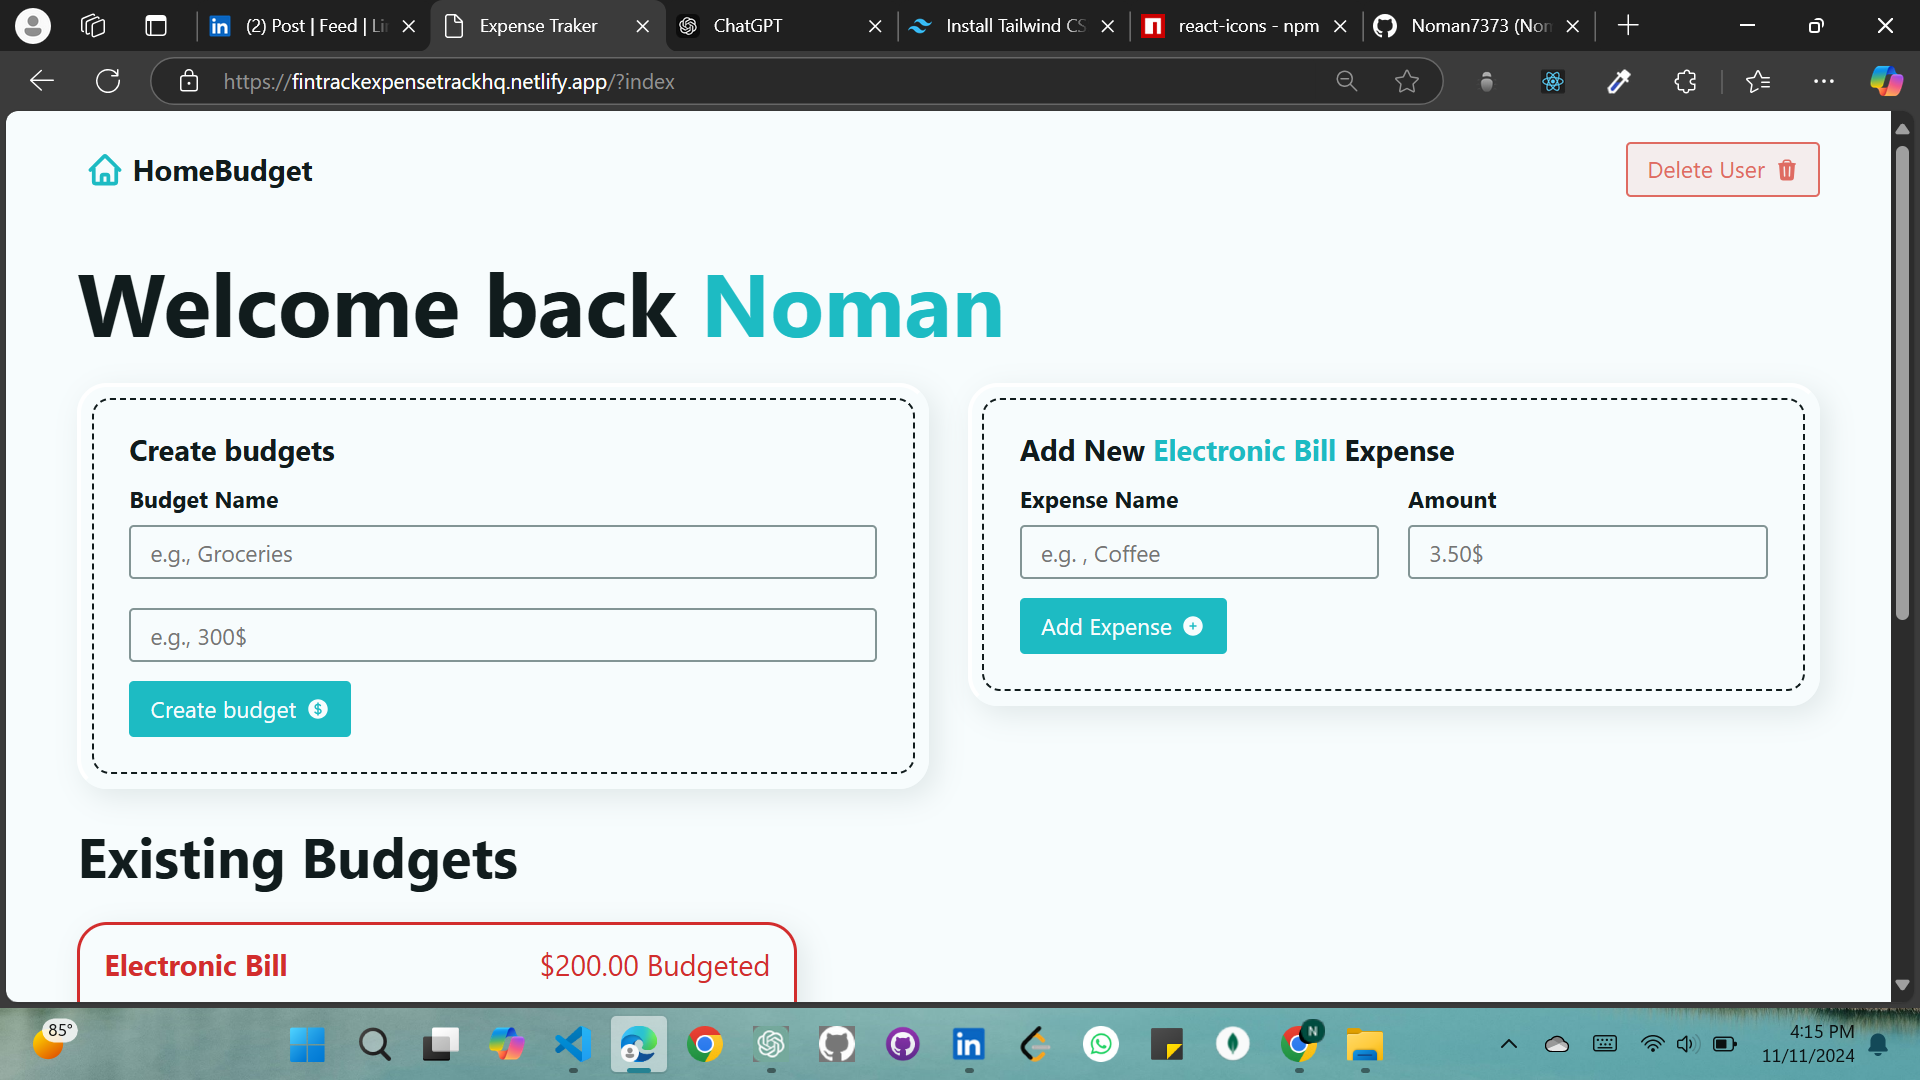 (2) Post | Feed | Li
Expense Traker
ChatGPT
Install Tailwind CS
react-icons - npm
Noman7373 (Non
https://fintrackexpensetrackhq.netlify.app/?index
HomeBudget
Delete User
Welcome back Noman
Create budgets
Budget Name
e.g., Groceries
e.g., 300$
Create budget
Add New Electronic Bill Expense
Expense Name Amount
e.g. , Coffee 3.50$
Add Expense
Existing Budgets
Electronic Bill $200.00 Budgeted
85°
N
4:15 PM
11/11/2024